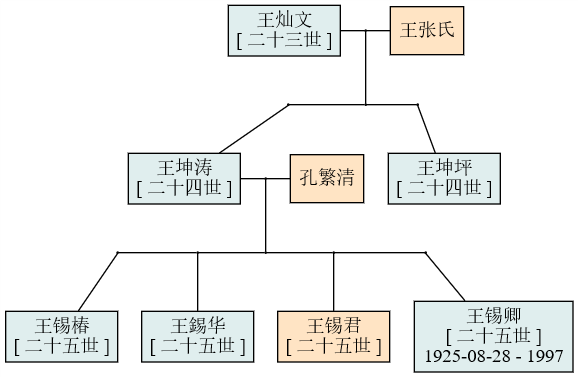 王灿文
[ 二十三世 ]
王张氏
王坤涛
[ 二十四世 ]
孔繁清
王坤坪
[ 二十四世 ]
王锡椿
[ 二十五世 ]
王錫华
[ 二十五世 ]
王锡君
[ 二十五世 ]
王锡卿
[ 二十五世 ]
1925-08-28 - 1997